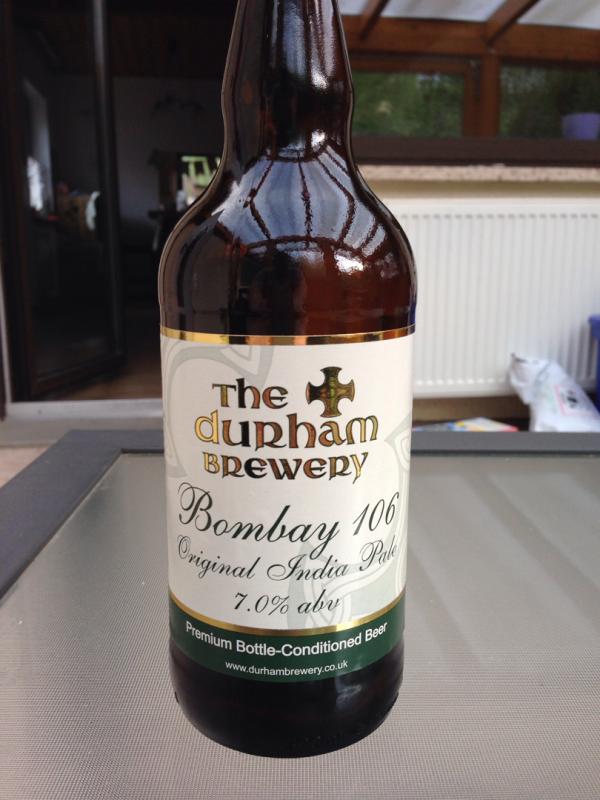 The
durham
BREWERY
Bombay 106
Original India Pale
7.0% abv
Premium Bottle-Conditioned Beer
www.durhambrewery.co.uk